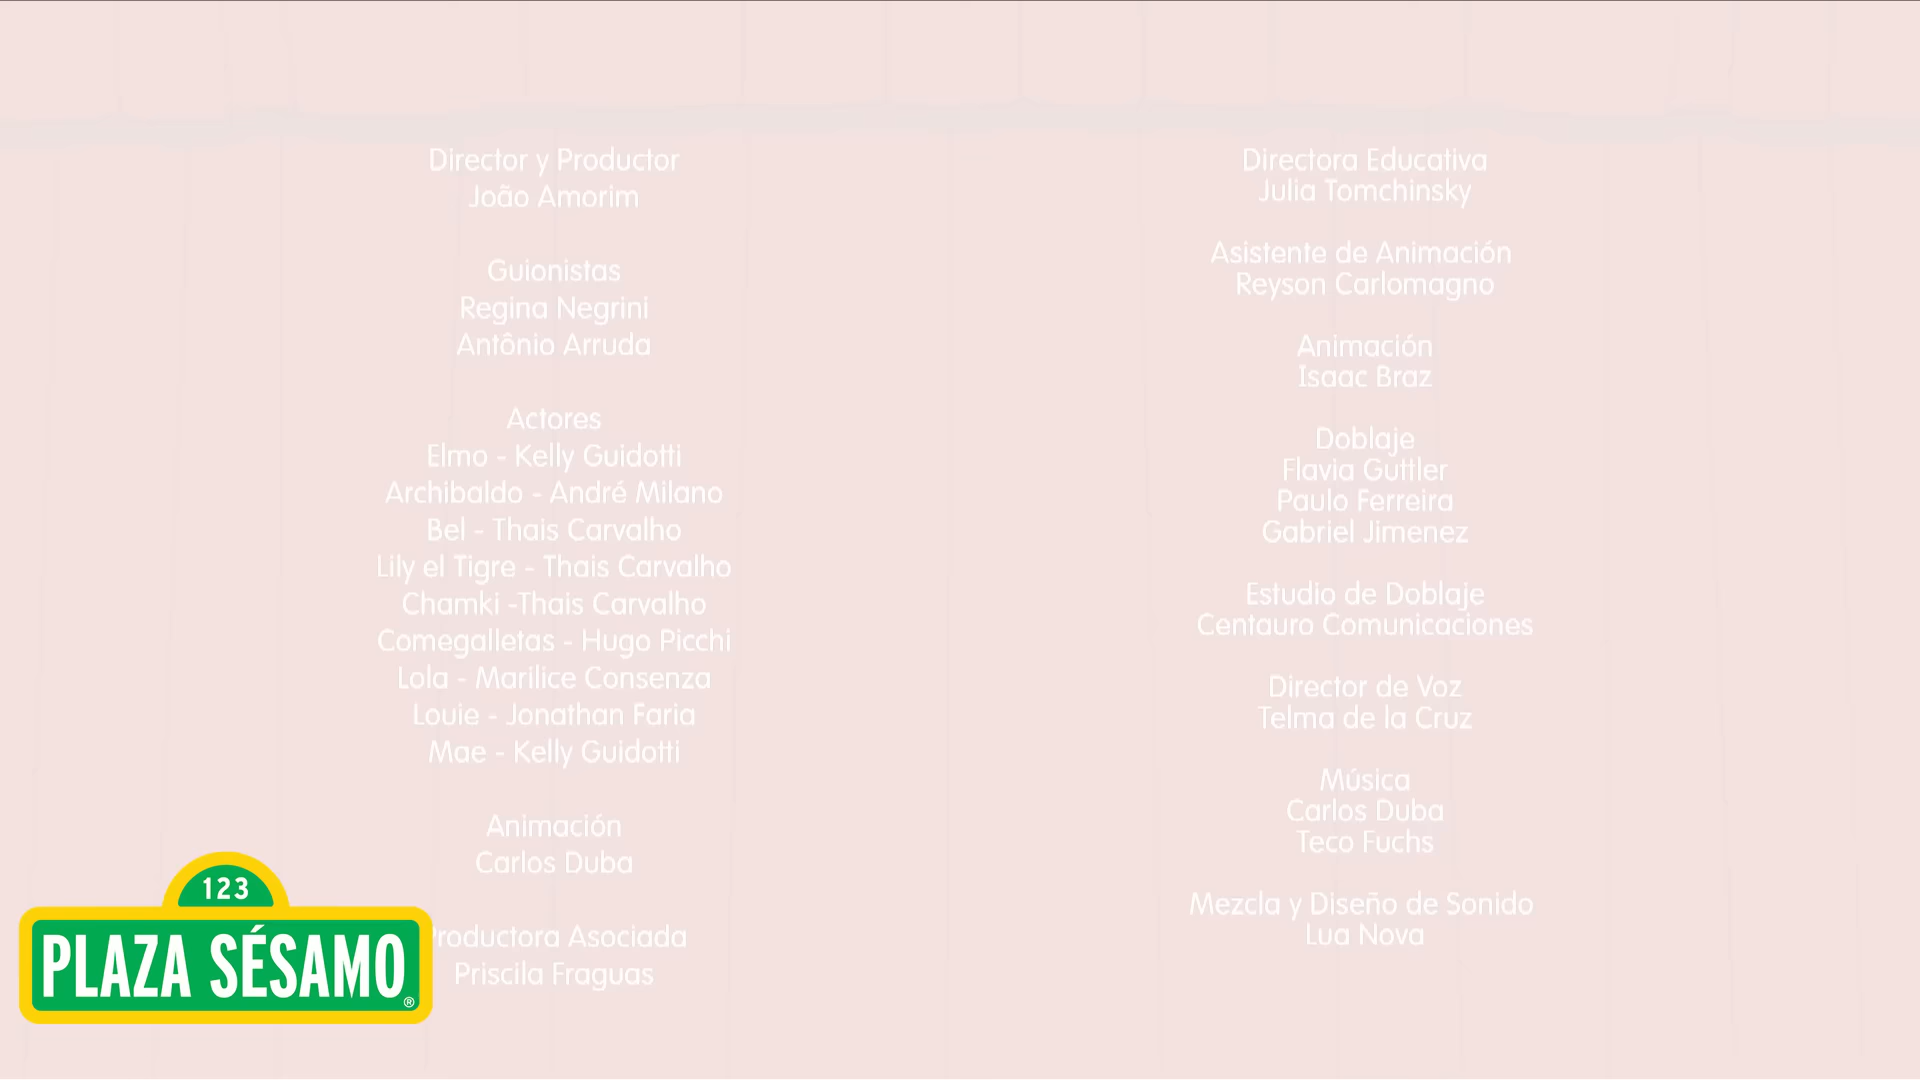 Director y Productor
João Amorim
Guionistas
Regina Negrini
Antônio Arruda
Actores
Elmo - Kelly Guidotti
Archibaldo - André Milano
Bel - Thais Carvalho
Lily el Tigre - Thais Carvalho
Chamki -Thais Carvalho
Comegalletas - Hugo Picchi
Lola - Marilice Consenza
Louie - Jonathan Faria
Mae - Kelly Guidotti
Animación
Carlos Duba
Productora Asociada
Priscila Fraguas
Directora Educativa
Julia Tomchinsky
Asistente de Animación
Reyson Carlomagno
Animación
Isaac Braz
Doblaje
Flavia Guttler
Paulo Ferreira
Gabriel Jimenez
Estudio de Doblaje
Centauro Comunicaciones
Director de Voz
Telma de la Cruz
Música
Carlos Duba
Teco Fuchs
Mezcla y Diseño de Sonido
Lua Nova
123
PLAZA SÉSAMO®